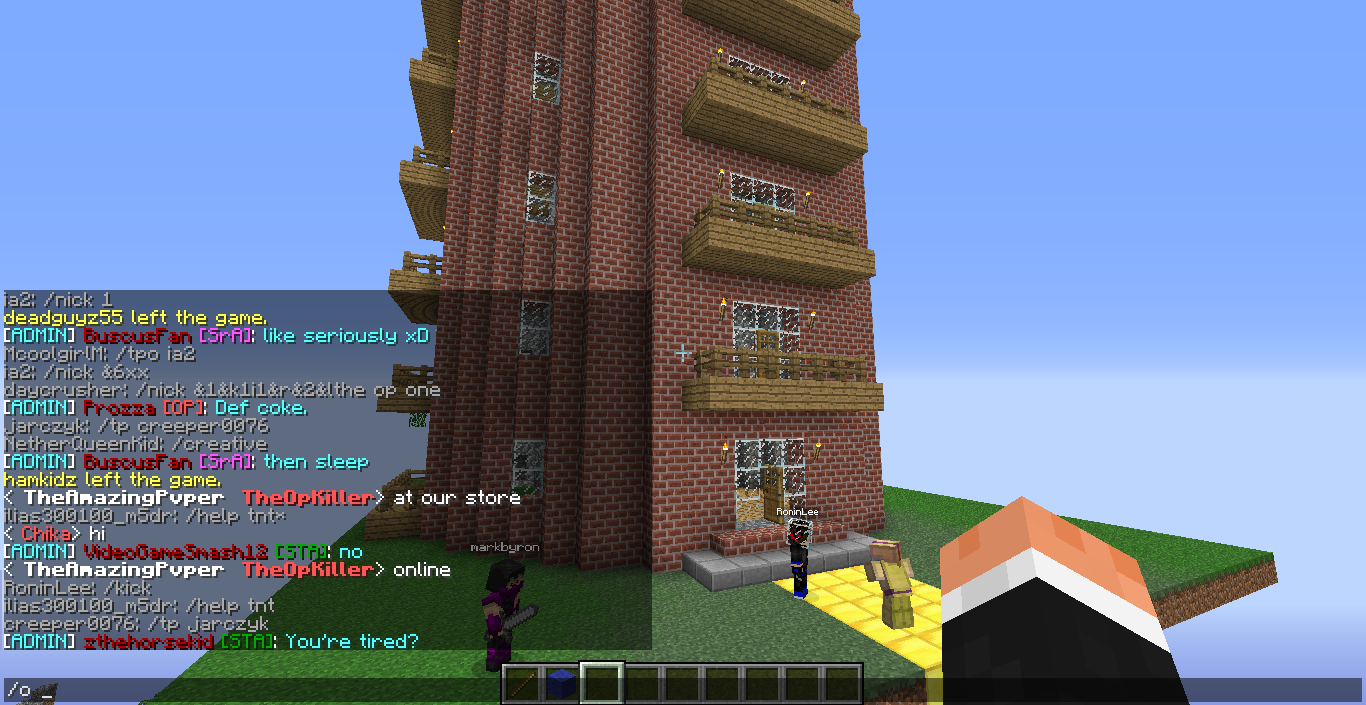 ia2: /nick 1
deadguyz55 left the game.
[ADMIN] BuscusFan [SrA]: like seriously xD
McoolgirlM: /tpo ia2
ia2: /nick &6xx
daycrusher: /nick &1&k1i1&r&2&lthe op one
[ADMIN] Prozza [OP]: Def coke.
jarczyk: /tp creeper0076
NetherQueenKid: /creative
[ADMIN] BuscusFan [SrA]: then sleep
hamkidz left the game.
< TheAmazingPvper TheOpKiller> at our store
ilias300100_m5dr: /help tnt»
< Chika> hi
[ADMIN] VideoGameSmash12 [STA]: no
< TheAmazingPvper TheOpKiller> online
RoninLee: /kick
ilias300100_m5dr: /help tnt
creeper0076: /tp jarczyk
[ADMIN] zthehorsekid [STA]: You're tired?
/o _
markbyron
RoninLee